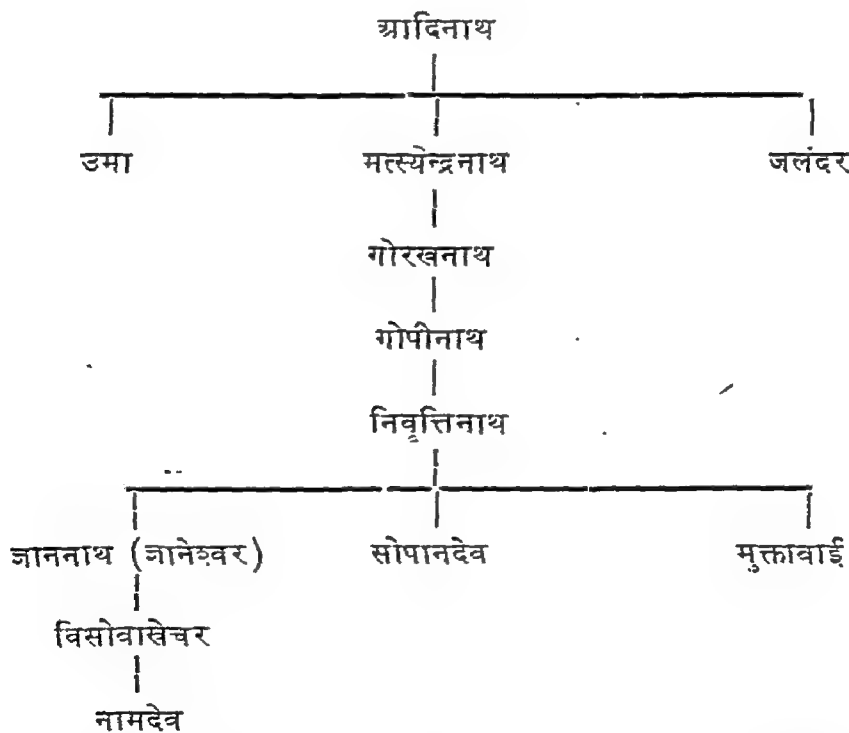 आदिनाथ
उमा मत्स्येन्द्रनाथ जलंदर
गोरखनाथ
गोपीनाथ
निवृत्तिनाथ
ज्ञाननाथ (ज्ञानेश्वर) सोपानदेव मुक्तावाई
विसोवाखेचर
नामदेव